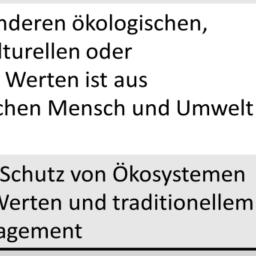 nderen ökologischen,
lturellen oder
Werten ist aus
chen Mensch und Umwelt
Schutz von Ökosystemen
Werten und traditionellem
agement